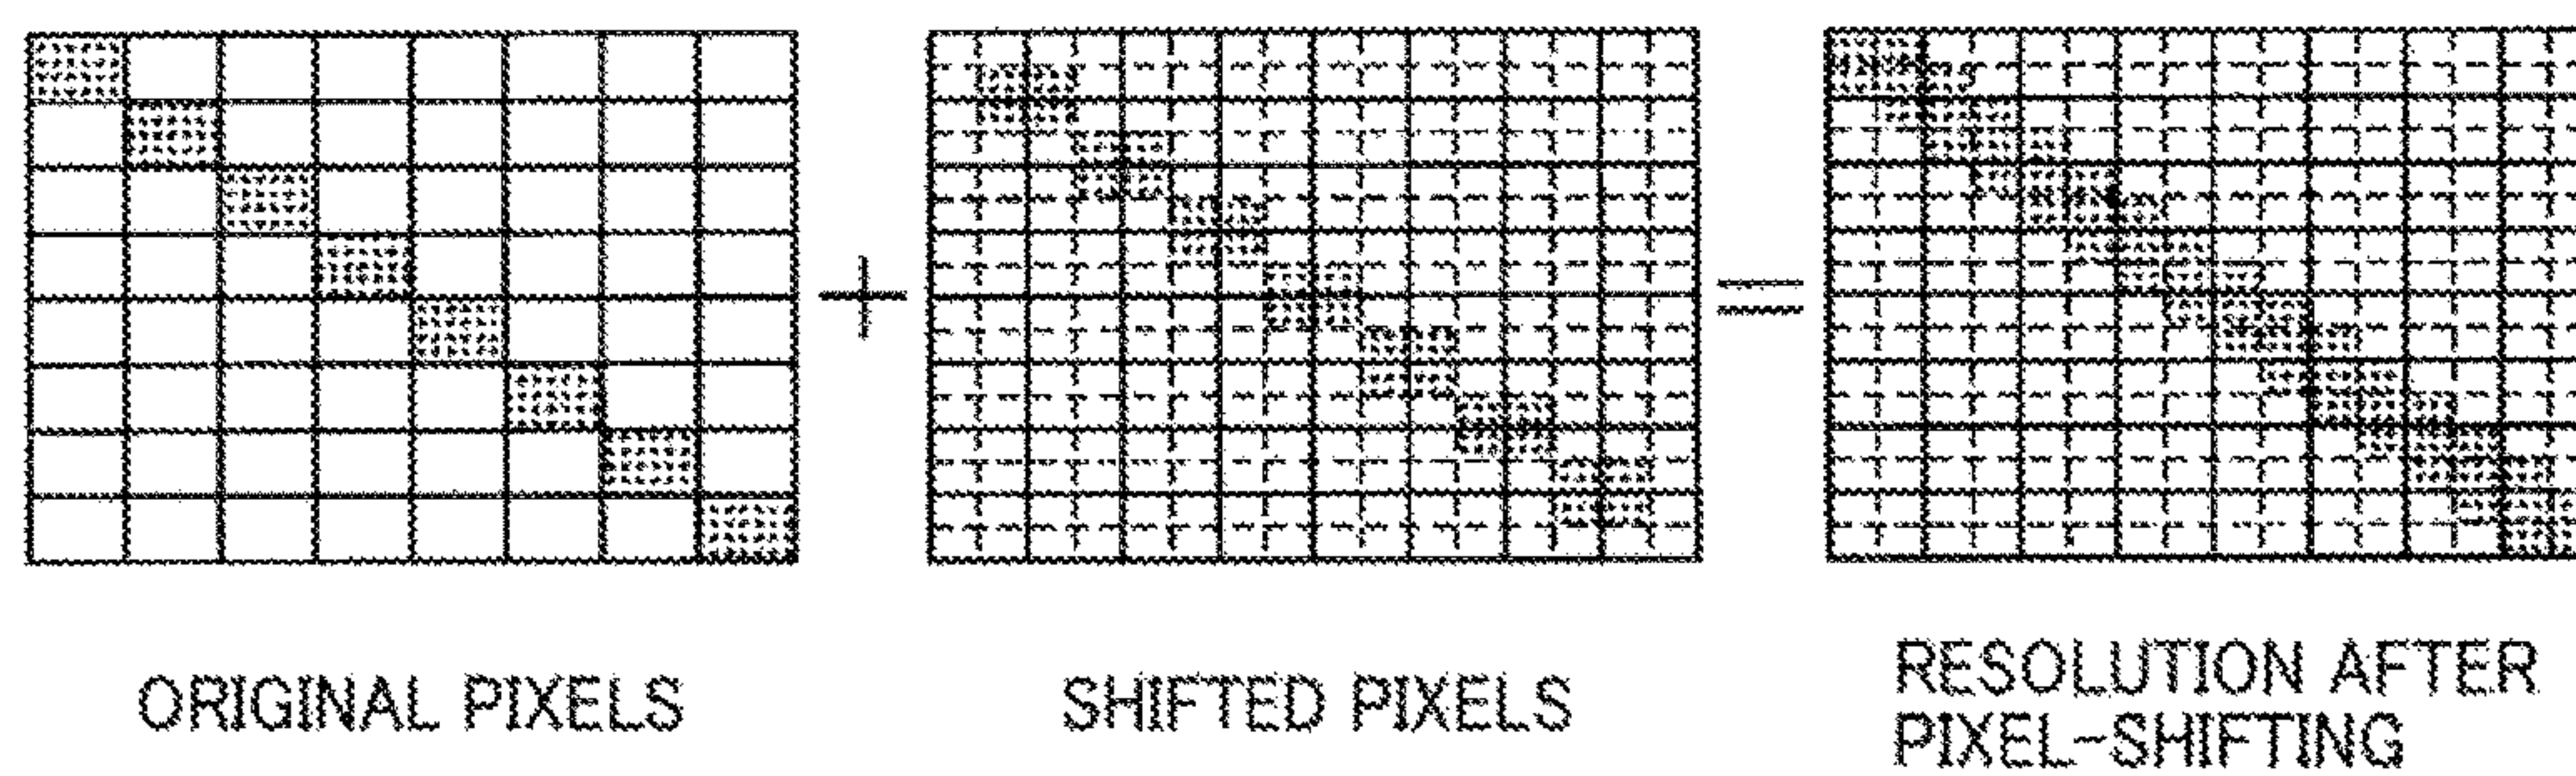 +
=
ORIGINAL PIXELS
SHIFTED PIXELS
RESOLUTION AFTER
PIXEL-SHIFTING